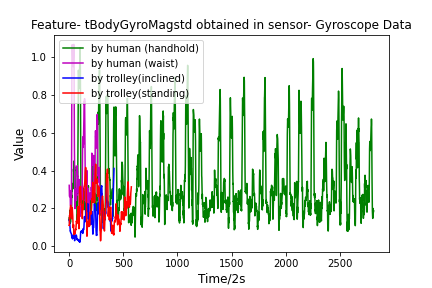 Feature- tBodyGyroMagstd obtained in sensor- Gyroscope Data
by human (handhold)
by human (waist)
by trolley(inclined)
by trolley(standing)
1.0
0.8
0.6
0.4
0.2
0.0
Value
0 500 1000 1500 2000 2500
Time/2s